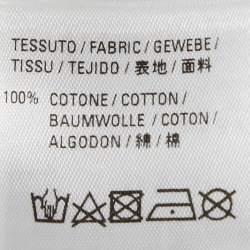 TESSUTO / FABRIC / GEWEBE /
TISSU / TEJIDO / 表地 / 面料
100% COTONE / COTTON /
BAUMWOLLE / COTON /
ALGODON / 綿 / 棉